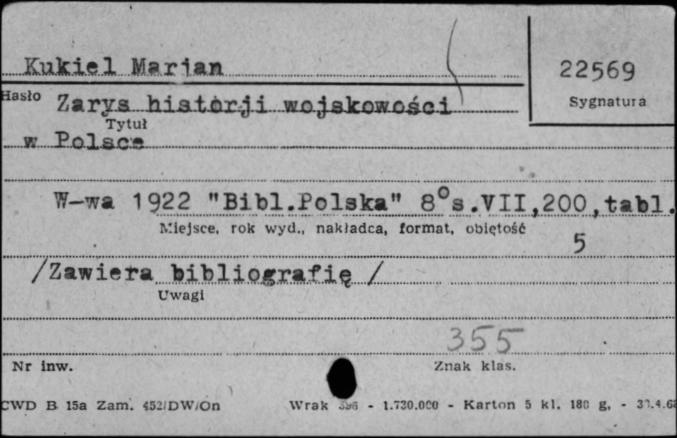 Kukiel Marjan
22569
Hasło
Sygnatura
Zarys historji wojskowości
Tytuł
w Polsce
W-wa 1922 "Bibl.Polska" 8°s.VII,200,tabl.
Miejsce, rok wyd., nakładca, format, objętość
5
/Zawiera bibliografię /
Uwagi
355
Nr inw.
Znak klas.
CWD B 15a Zam. 452/DW/On Wrak - 1.730.000 - Karton 5 kl. 180 g, -